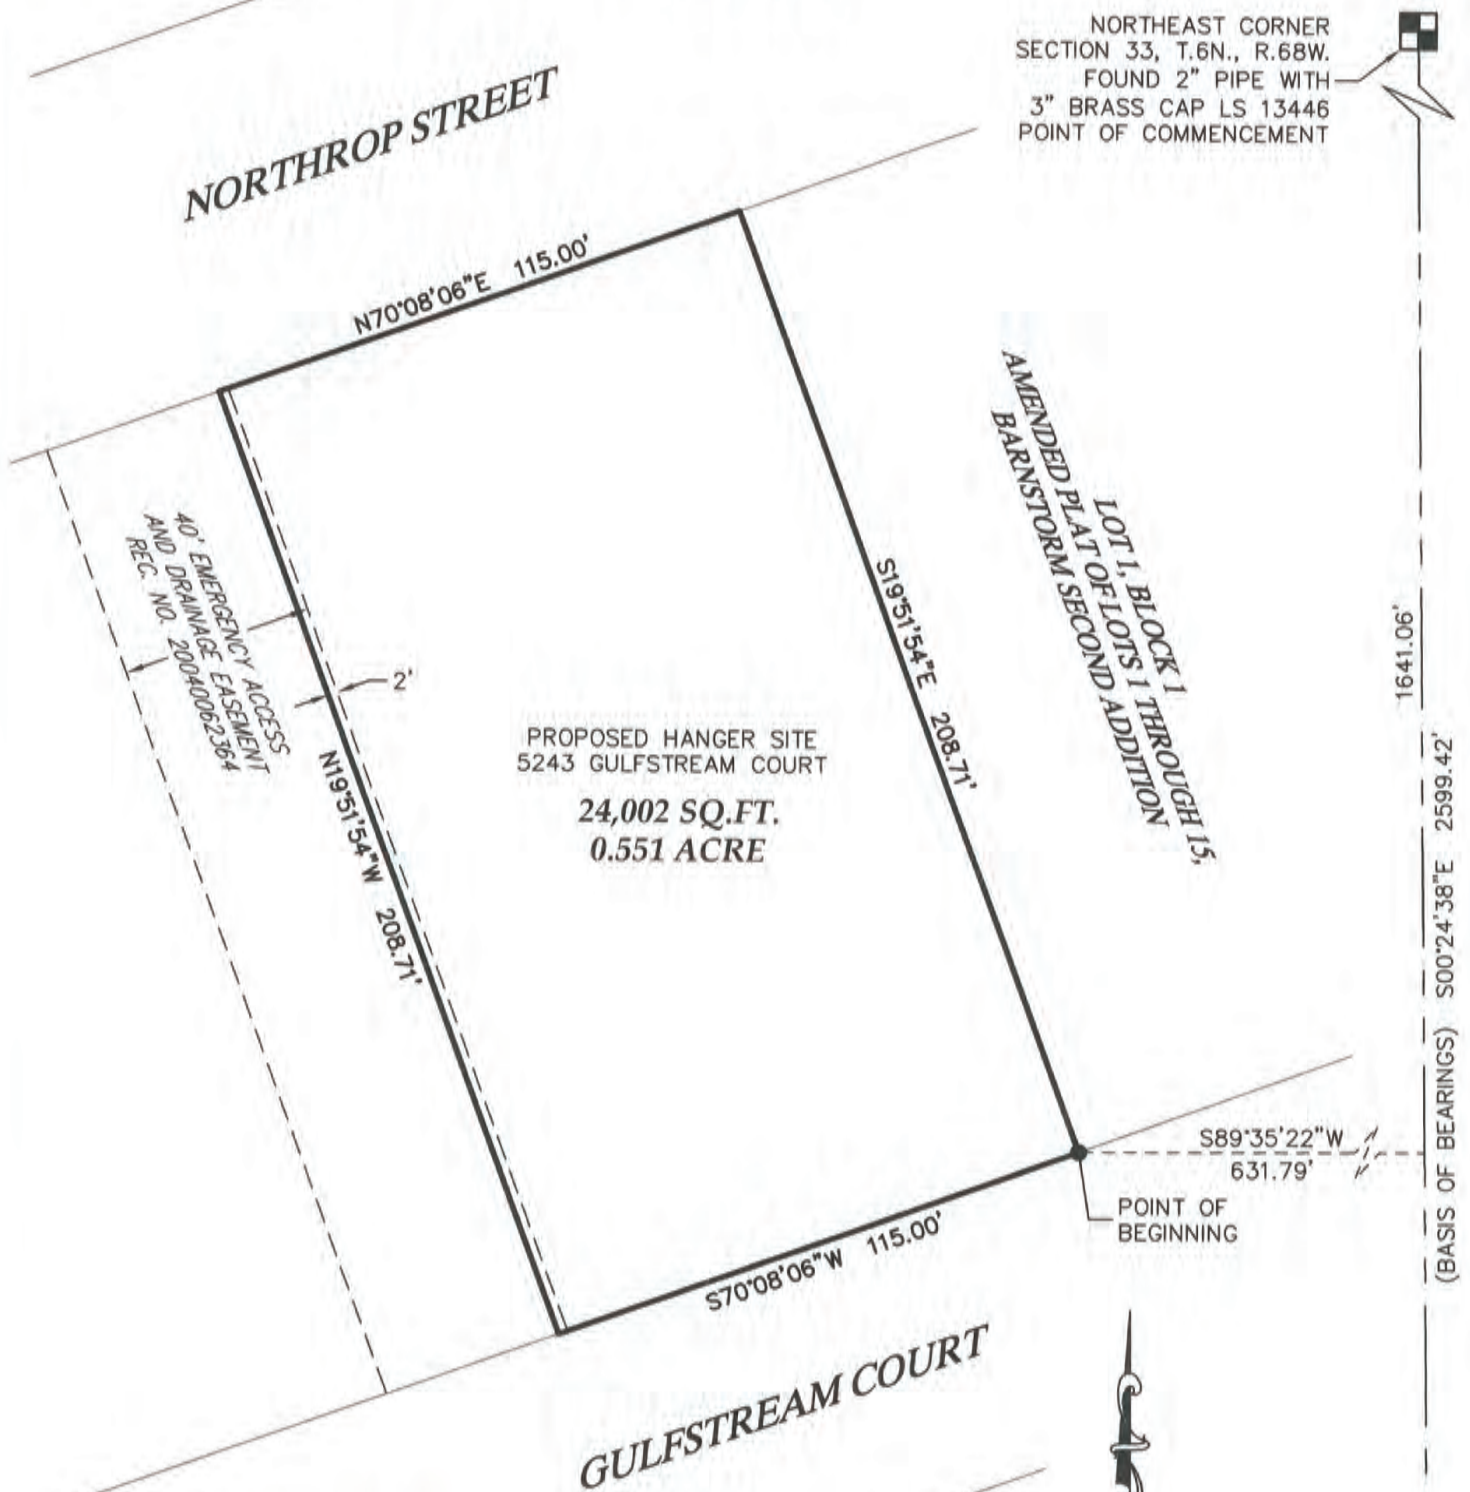 NORTHEAST CORNER
SECTION 33, T.6N., R.68W.
FOUND 2" PIPE WITH
3" BRASS CAP LS 13446
POINT OF COMMENCEMENT
NORTHROP STREET
N70°08'06"E 115.00'
LOT 1, BLOCK 1
AMENDED PLAT OF LOTS 1 THROUGH 15,
BARNSTORM SECOND ADDITION
40' EMERGENCY ACCESS
AND DRAINAGE EASEMENT
REC. NO. 20040062364
2'
S19°51'54"E 208.71'
N19°51'54"W 208.71'
PROPOSED HANGER SITE
5243 GULFSTREAM COURT
24,002 SQ.FT.
0.551 ACRE
1641.06'
(BASIS OF BEARINGS) S00°24'38"E 2599.42'
S89°35'22"W
631.79'
POINT OF
BEGINNING
S70°08'06"W 115.00'
GULFSTREAM COURT